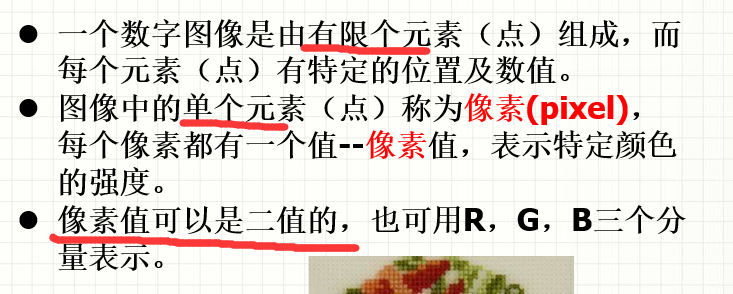 ● 一个数字图像是由有限个元素（点）组成，而
每个元素（点）有特定的位置及数值。
● 图像中的单个元素（点）称为像素(pixel)，
每个像素都有一个值--像素值，表示特定颜色
的强度。
● 像素值可以是二值的，也可用R，G，B三个分
量表示。